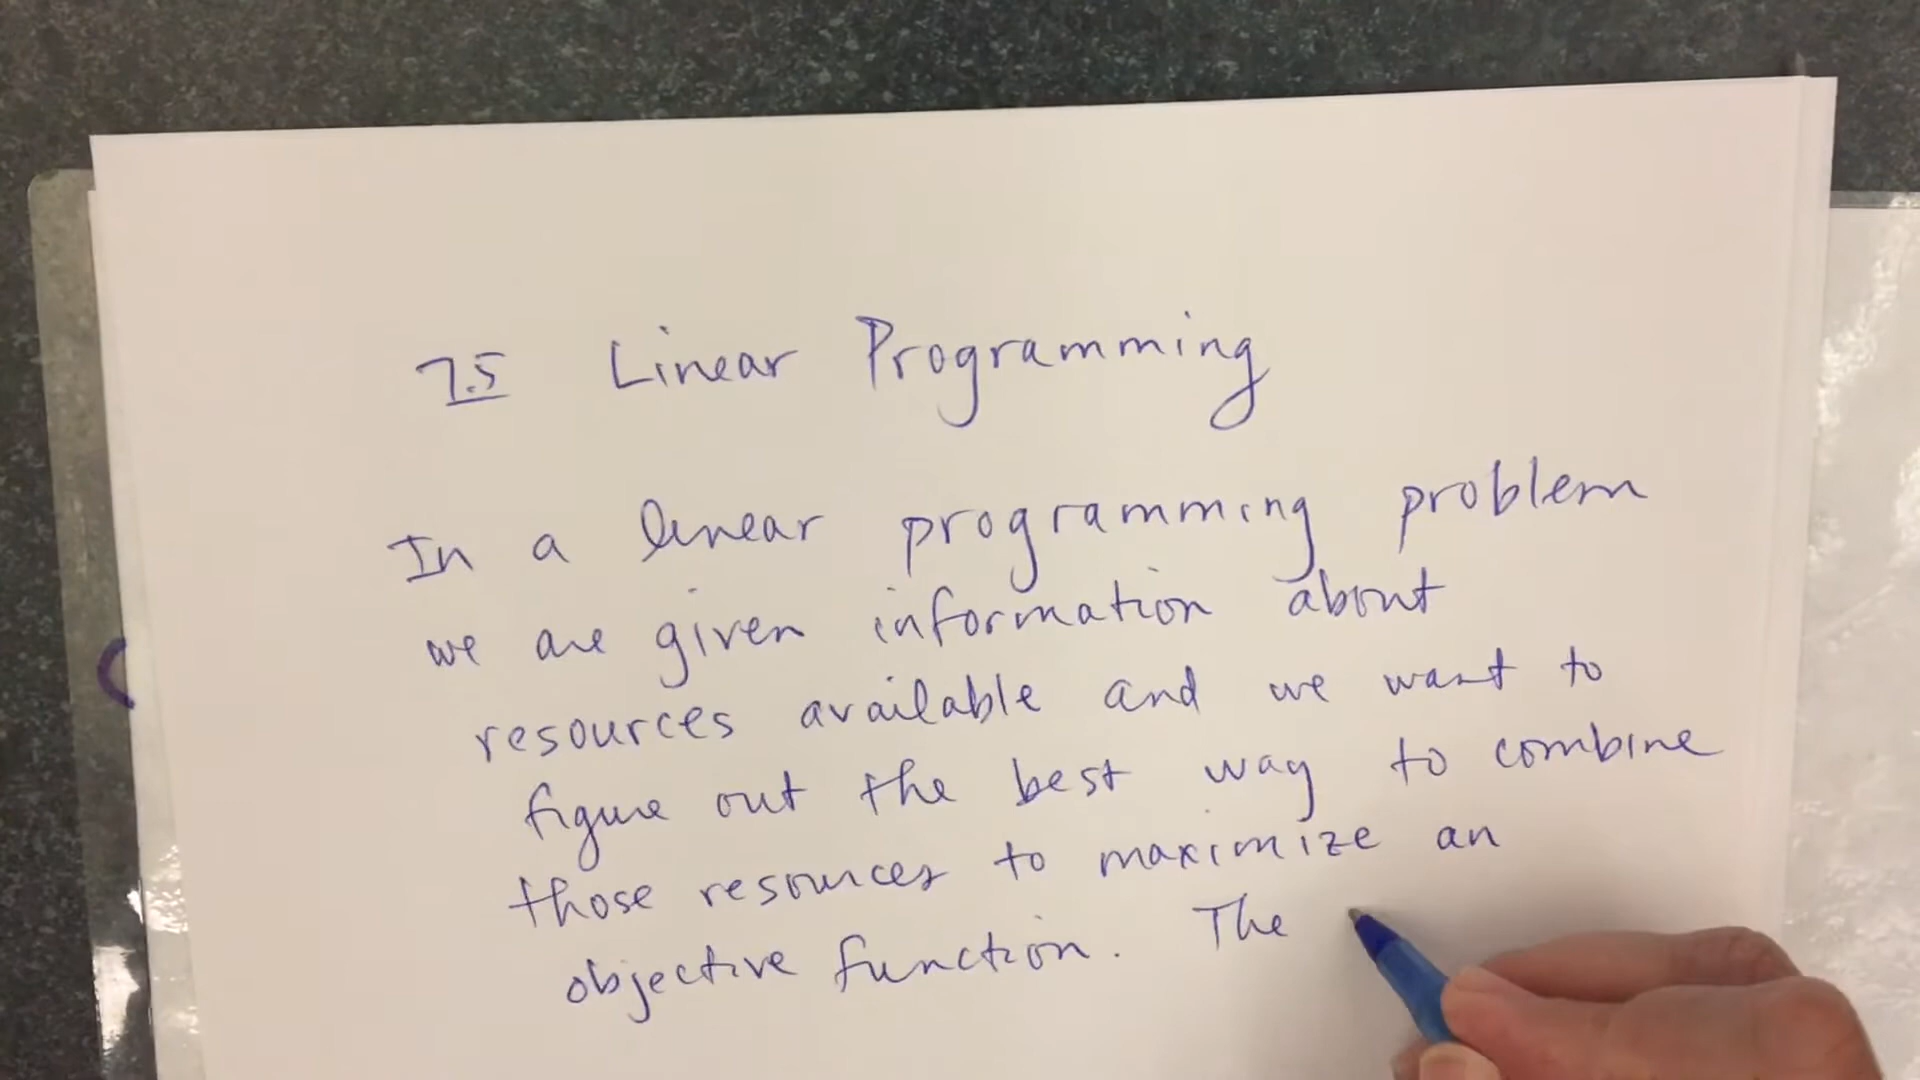 7.5 Linear Programming
In a linear programming problem
we are given information about
resources available and we want to
figure out the best way to combine
those resources to maximize an
objective function. The